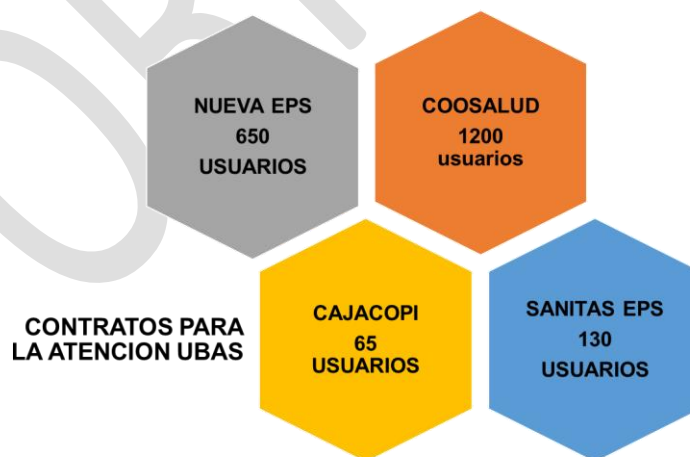 NUEVA EPS
650
USUARIOS
COOSALUD
1200
usuarios
CONTRATOS PARA
LA ATENCION UBAS
CAJACOPI
65
USUARIOS
SANITAS EPS
130
USUARIOS